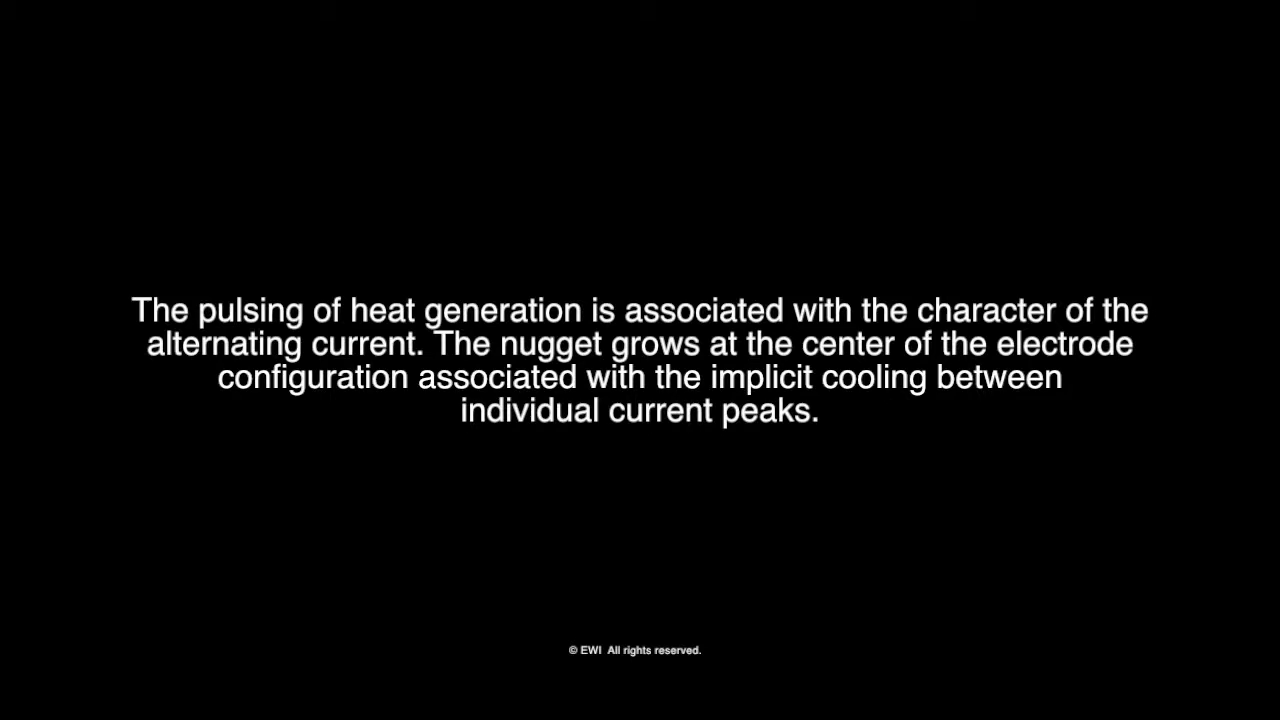 The pulsing of heat generation is associated with the character of the
alternating current. The nugget grows at the center of the electrode
configuration associated with the implicit cooling between
individual current peaks.
© EWI All rights reserved.